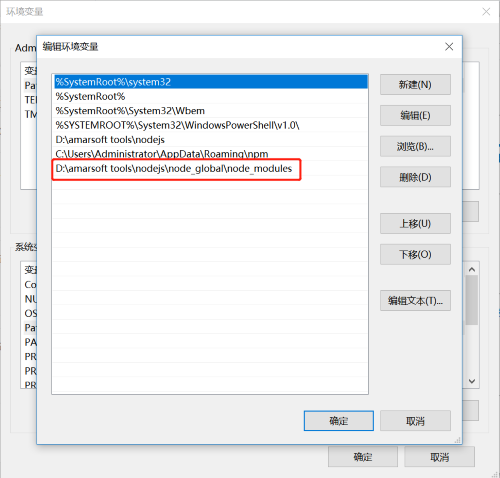 环境变量
编辑环境变量
%SystemRoot%\system32
%SystemRoot%
%SystemRoot%\System32\Wbem
%SYSTEMROOT%\System32\WindowsPowerShell\v1.0\
D:\amarsoft tools\nodejs
C:\Users\Administrator\AppData\Roaming\npm
D:\amarsoft tools\nodejs\node_global\node_modules
新建(N)
编辑(E)
浏览(B)...
删除(D)
上移(U)
下移(O)
编辑文本(T)...
确定
取消
Adm
变
Pa
TE
TM
系统
变
Co
NU
OS
Pat
PA
PR
PR
PR
确定
取消